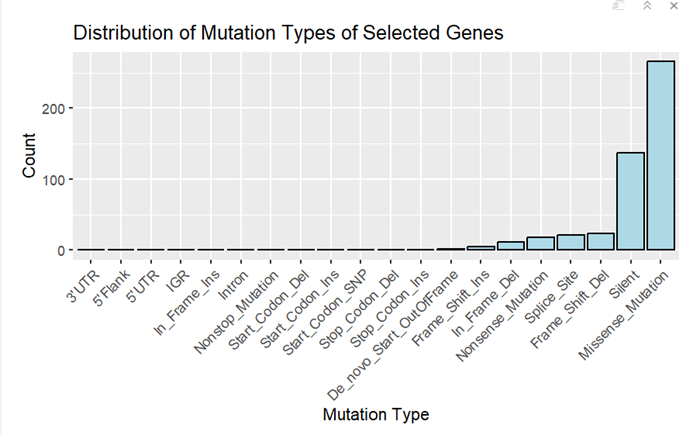 Distribution of Mutation Types of Selected Genes
Count
200
100
0
3'UTR
5'Flank
5'UTR
IGR
In_Frame_Ins
Intron
Nonstop_Mutation
Start_Codon_Del
Start_Codon_Ins
Start_Codon_SNP
Stop_Codon_Del
Stop_Codon_Ins
De_novo_Start_OutOfFrame
Frame_Shift_Ins
In_Frame_Del
Nonsense_Mutation
Splice_Site
Frame_Shift_Del
Silent
Missense_Mutation
Mutation Type